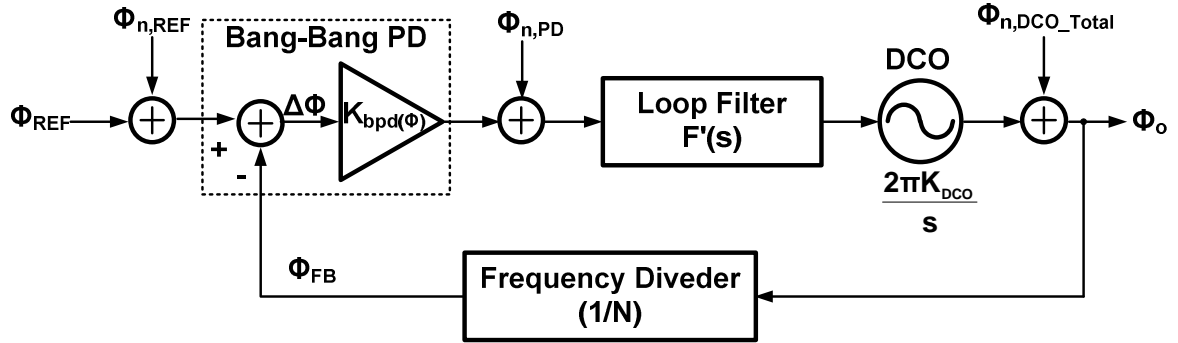 Φn,REF
Bang-Bang PD
Φn,PD
Φn,DCO_Total
DCO
ΦREF
ΔΦ
Kbpd(Φ)
Loop Filter
F'(s)
Φo
+
-
2πKDCO
s
ΦFB
Frequency Diveder
(1/N)